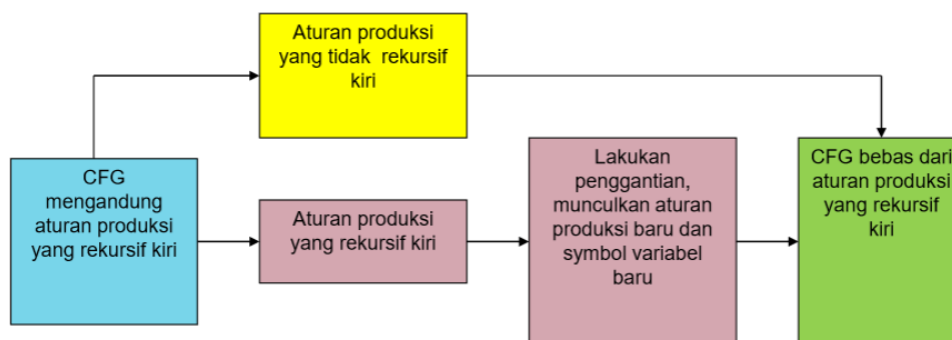 Aturan produksi
yang tidak  rekursif
kiri
CFG
mengandung
aturan produksi
yang rekursif kiri
Aturan produksi
yang rekursif kiri
Lakukan
penggantian,
munculkan aturan
produksi baru dan
symbol variabel
baru
CFG bebas dari
aturan produksi
yang rekursif
kiri